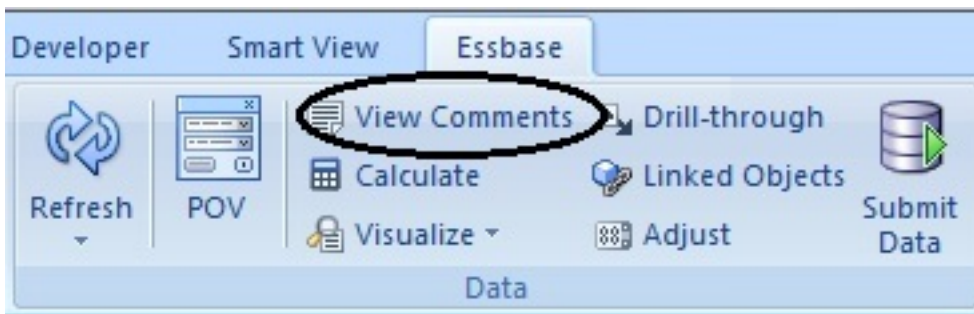 Developer Smart View Essbase
View Comments Drill-through
Calculate Linked Objects
Refresh POV Submit
Visualize Adjust Data
Data